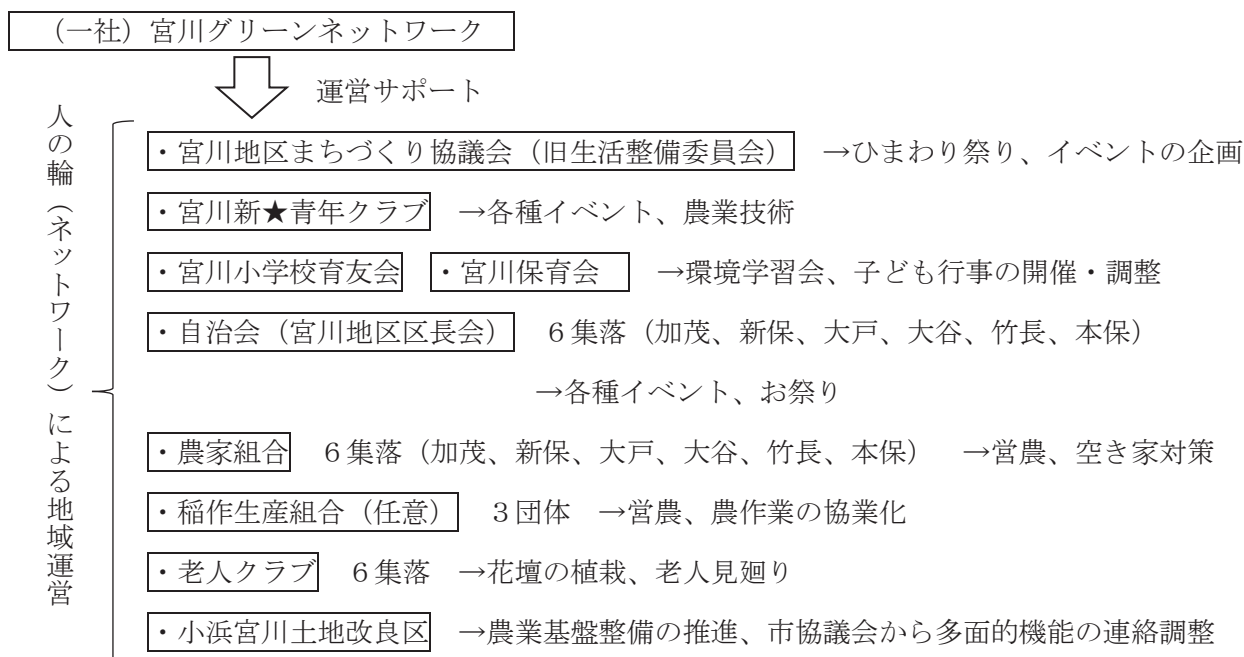 （一社）宮川グリーンネットワーク
運営サポート
人の輪（ネットワーク）による地域運営
・宮川地区まちづくり協議会（旧生活整備委員会） →ひまわり祭り、イベントの企画
・宮川新★青年クラブ →各種イベント、農業技術
・宮川小学校育友会 ・宮川保育会 →環境学習会、子ども行事の開催・調整
・自治会（宮川地区区長会） ６集落（加茂、新保、大戸、大谷、竹長、本保）
→各種イベント、お祭り
・農家組合 ６集落（加茂、新保、大戸、大谷、竹長、本保） →営農、空き家対策
・稲作生産組合（任意） ３団体 →営農、農作業の協業化
・老人クラブ ６集落 →花壇の植栽、老人見廻り
・小浜宮川土地改良区 →農業基盤整備の推進、市協議会から多面的機能の連絡調整